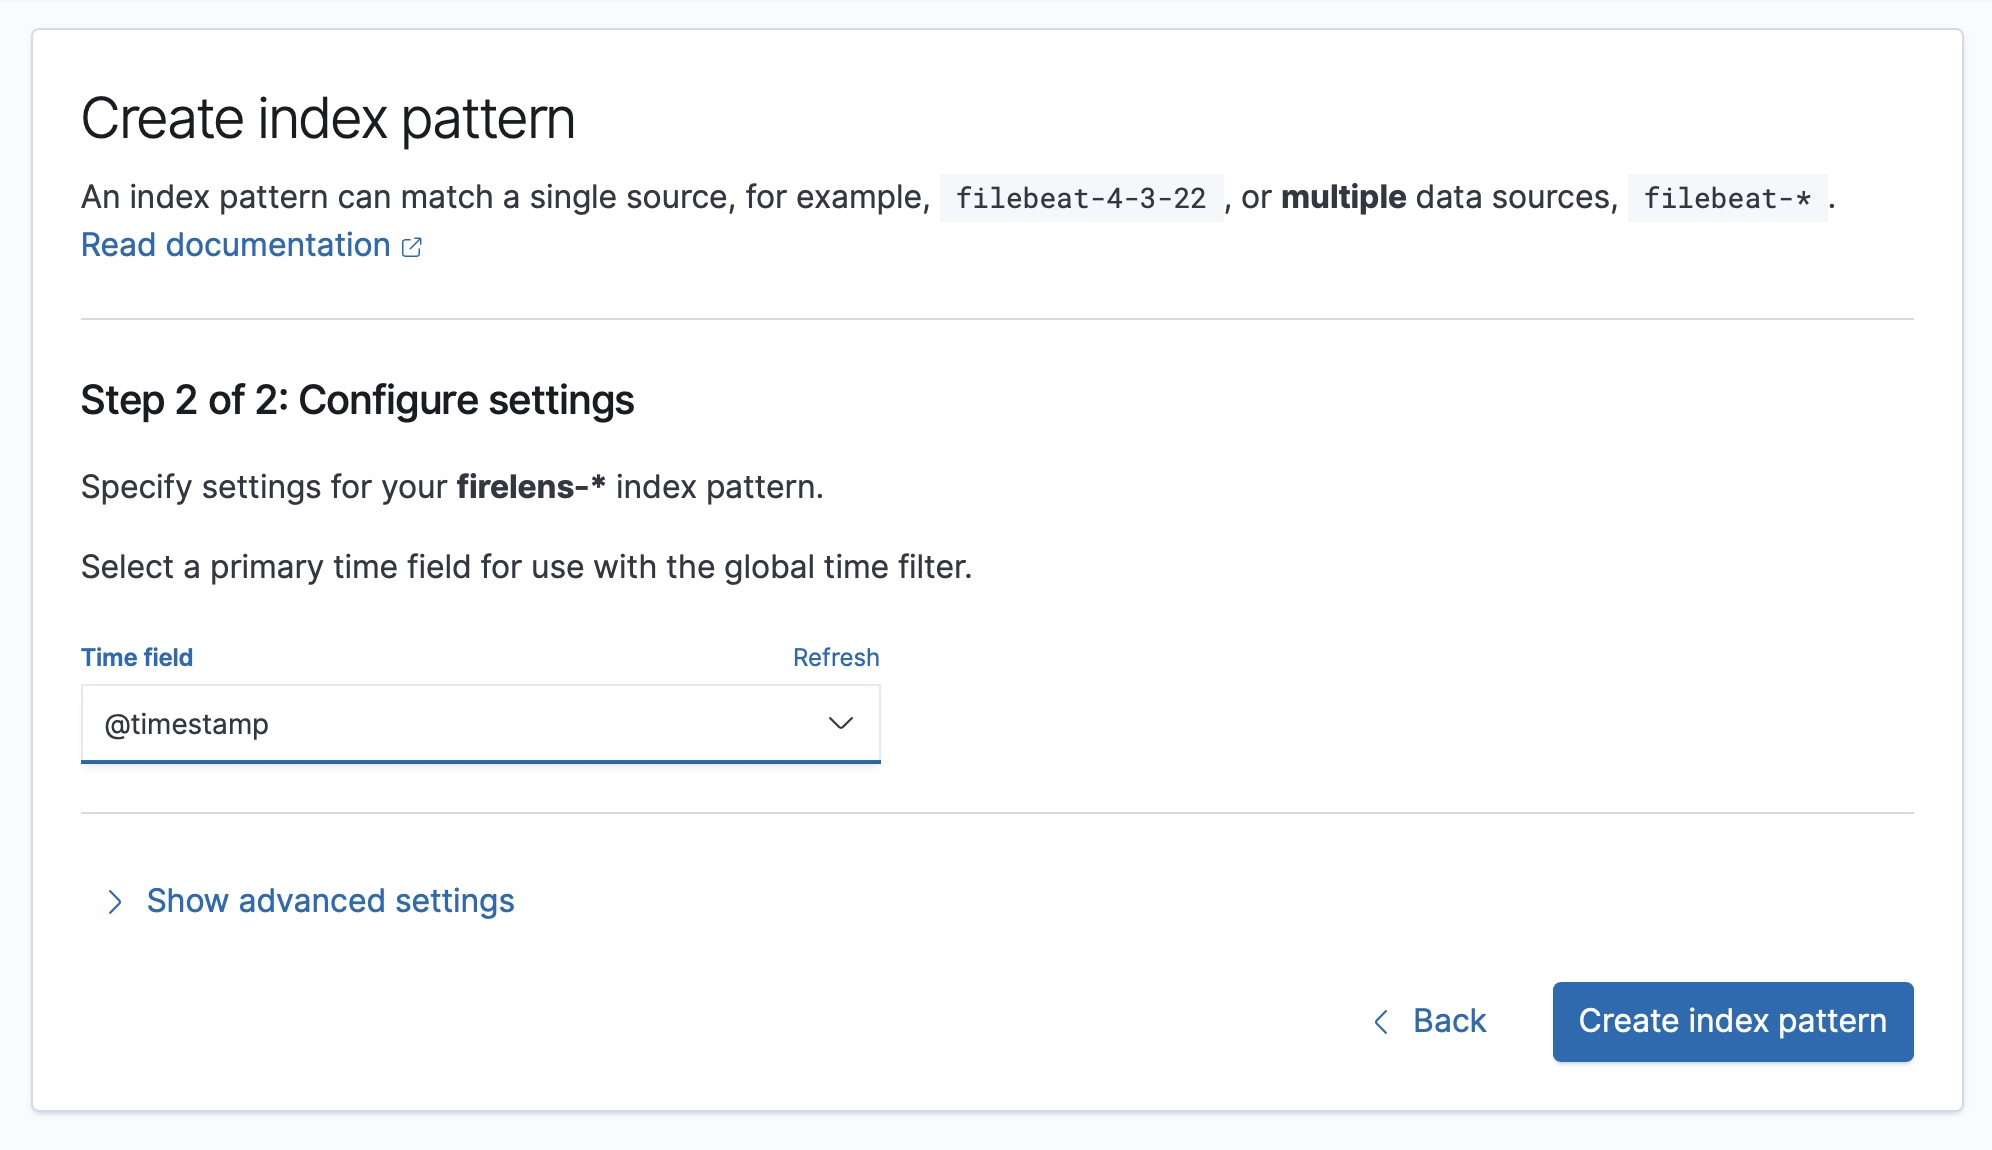 Create index pattern
An index pattern can match a single source, for example, filebeat-4-3-22 , or multiple data sources, filebeat-* .
Read documentation
Step 2 of 2: Configure settings
Specify settings for your firelens-* index pattern.
Select a primary time field for use with the global time filter.
Time field Refresh
@timestamp
Show advanced settings
Back Create index pattern